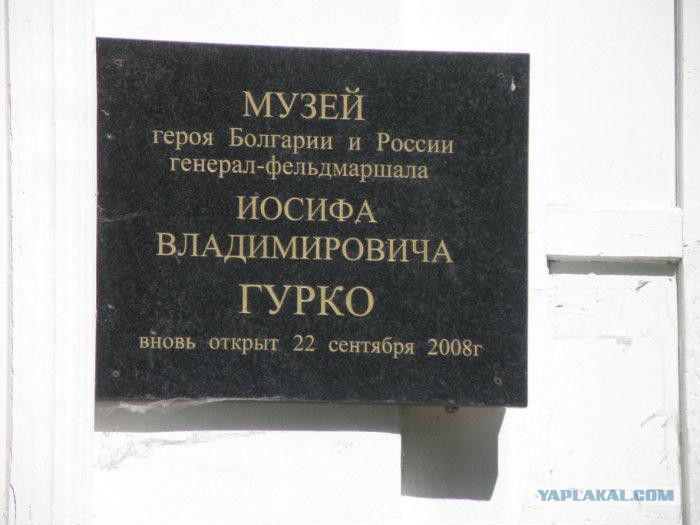 МУЗЕЙ
героя Болгарии и России
генерал-фельдмаршала
ИОСИФА
ВЛАДИМИРОВИЧА
ГУРКО
вновь открыт 22 сентября 2008г
YAPLAKAL.COM